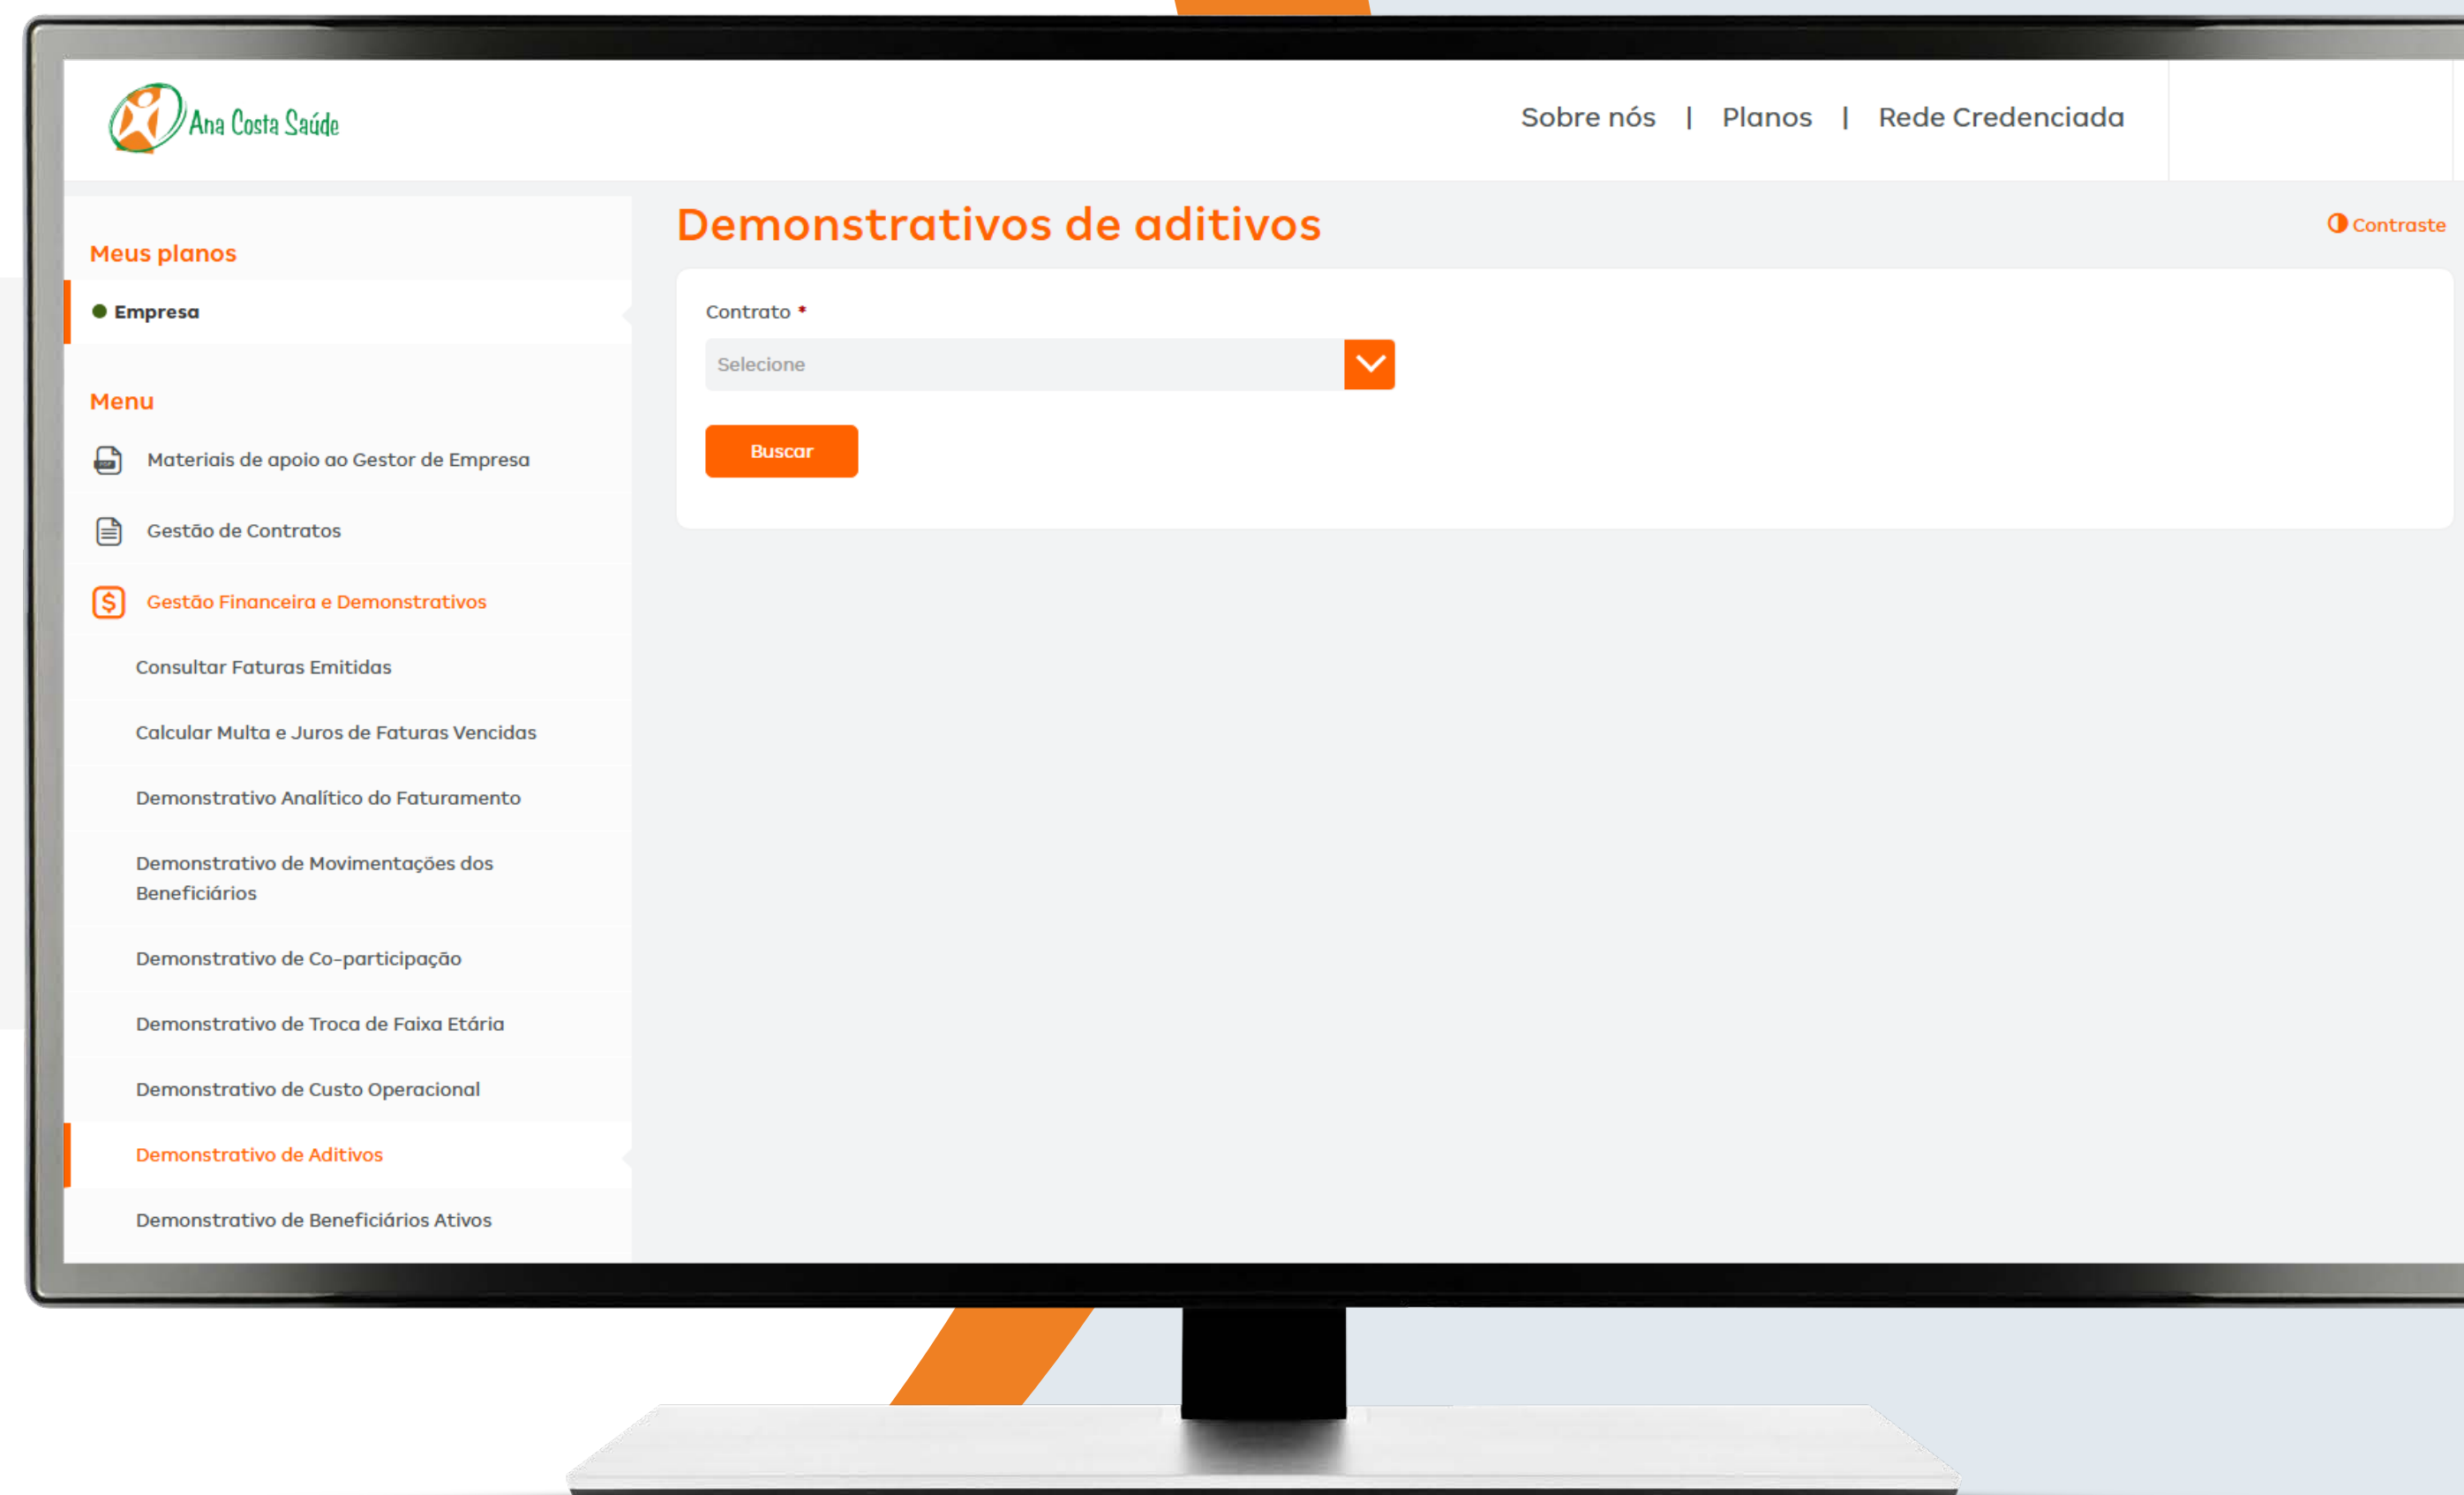 Ana Costa Saúde
Sobre nós | Planos | Rede Credenciada
Meus planos
Empresa
Menu
Materiais de apoio ao Gestor de Empresa
Gestão de Contratos
Gestão Financeira e Demonstrativos
Consultar Faturas Emitidas
Calcular Multa e Juros de Faturas Vencidas
Demonstrativo Analítico do Faturamento
Demonstrativo de Movimentações dos
Beneficiários
Demonstrativo de Co-participação
Demonstrativo de Troca de Faixa Etária
Demonstrativo de Custo Operacional
Demonstrativo de Aditivos
Demonstrativo de Beneficiários Ativos
Demonstrativos de aditivos
Contraste
Contrato *
Selecione
Buscar